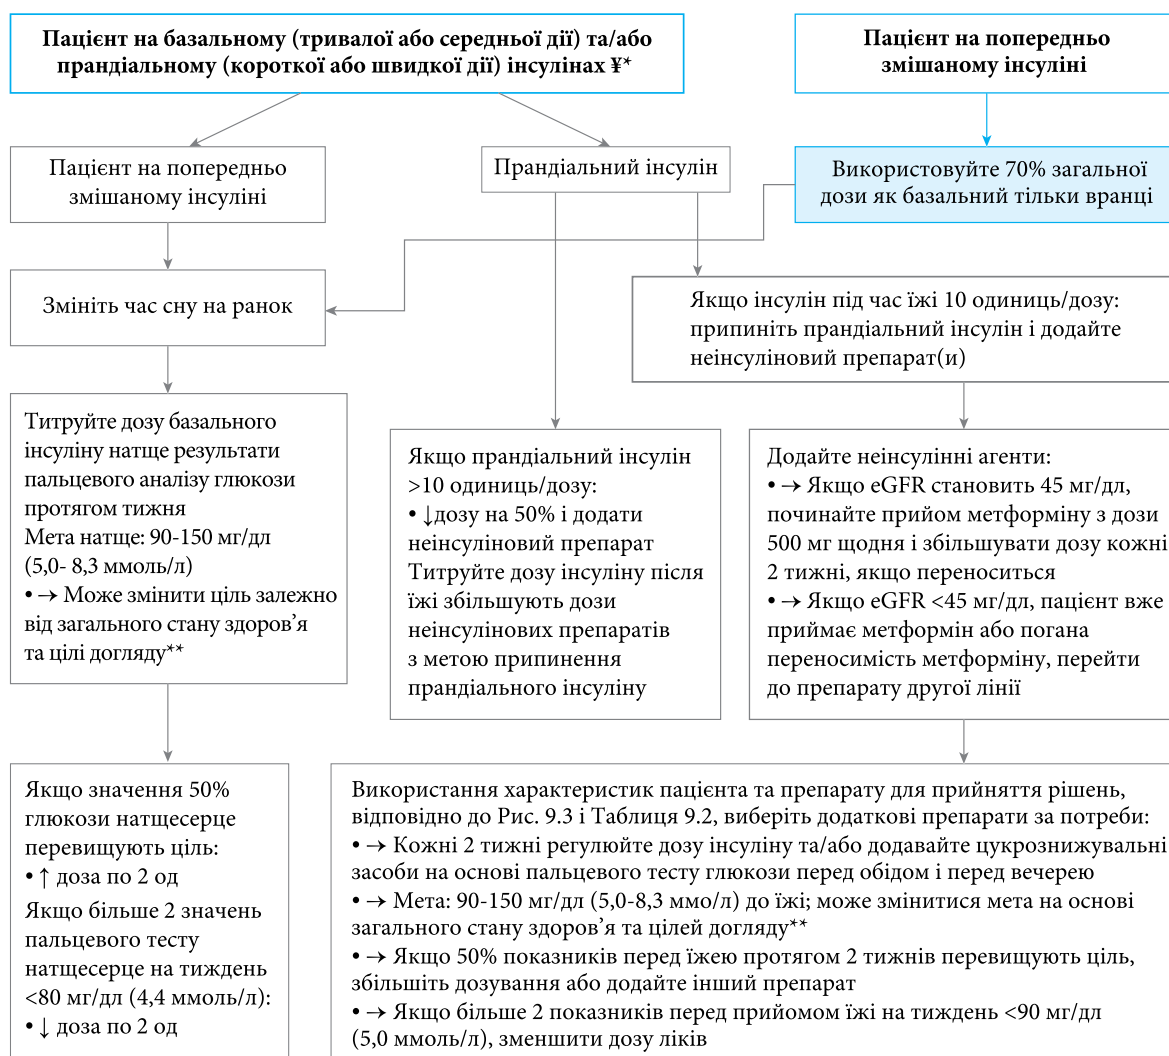 Пацієнт на базальному (тривалої або середньої дії) та/або
прандіальному (короткої або швидкої дії) інсулінах ¥*
Пацієнт на попередньо
змішаному інсуліні
Пацієнт на попередньо
змішаному інсуліні
Прандіальний інсулін
Використовуйте 70% загальної
дози як базальний тільки вранці
Змініть час сну на ранок
Якщо інсулін під час їжі 10 одиниць/дозу:
припиніть прандіальний інсулін і додайте
неінсуліновий препарат(и)
Титруйте дозу базального
інсуліну натще результати
пальцевого аналізу глюкози
протягом тижня
Мета натще: 90-150 мг/дл
(5,0- 8,3 ммоль/л)
• → Може змінити ціль залежно
від загального стану здоров’я
та цілі догляду**
Якщо прандіальний інсулін
>10 одиниць/дозу:
• ↓дозу на 50% і додати
неінсуліновий препарат
Титруйте дозу інсуліну після
їжі збільшують дози
неінсулінових препаратів
з метою припинення
прандіального інсуліну
Додайте неінсулінні агенти:
• → Якщо eGFR становить 45 мг/дл,
починайте прийом метформіну з дози
500 мг щодня і збільшувати дозу кожні
2 тижні, якщо переноситься
• → Якщо eGFR <45 мг/дл, пацієнт вже
приймає метформін або погана
переносимість метформіну, перейти
до препарату другої лінії
Якщо значення 50%
глюкози натщесерце
перевищують ціль:
• ↑ доза по 2 од
Якщо більше 2 значень
пальцевого тесту
натщесерце на тиждень
<80 мг/дл (4,4 ммоль/л):
• ↓ доза по 2 од
Використання характеристик пацієнта та препарату для прийняття рішень,
відповідно до Рис. 9.3 і Таблиця 9.2, виберіть додаткові препарати за потреби:
• → Кожні 2 тижні регулюйте дозу інсуліну та/або додавайте цукрознижувальні
засоби на основі пальцевого тесту глюкози перед обідом і перед вечерею
• → Мета: 90-150 мг/дл (5,0-8,3 ммо/л) до їжі; може змінитися мета на основі
загального стану здоров’я та цілей догляду**
• → Якщо 50% показників перед їжею протягом 2 тижнів перевищують ціль,
збільшіть дозування або додайте інший препарат
• → Якщо більше 2 показників перед прийомом їжі на тиждень <90 мг/дл
(5,0 ммоль/л), зменшити дозу ліків